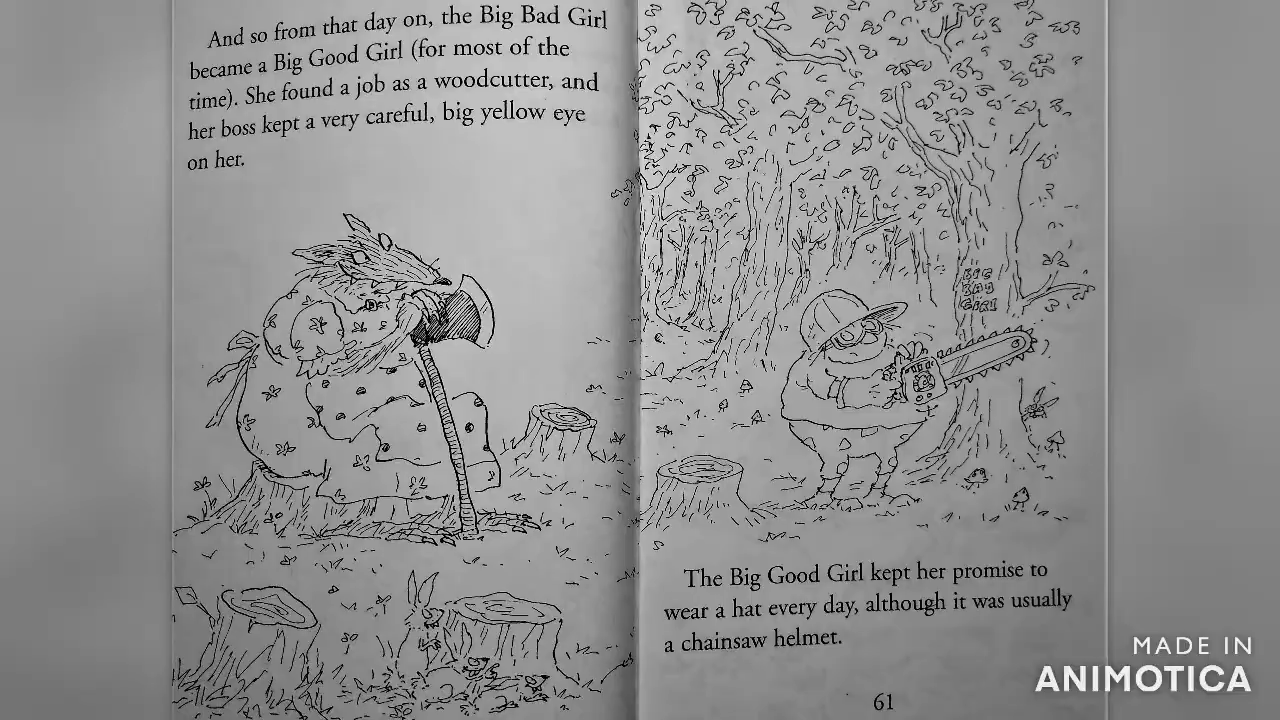 And so from that day on, the Big Bad Girl
became a Big Good Girl (for most of the
time). She found a job as a woodcutter, and
her boss kept a very careful, big yellow eye
on her.
BIG
BAD
GIRL
The Big Good Girl kept her promise to
wear a hat every day, although it was usually
a chainsaw helmet.
61
MADE IN
ANIMOTICA